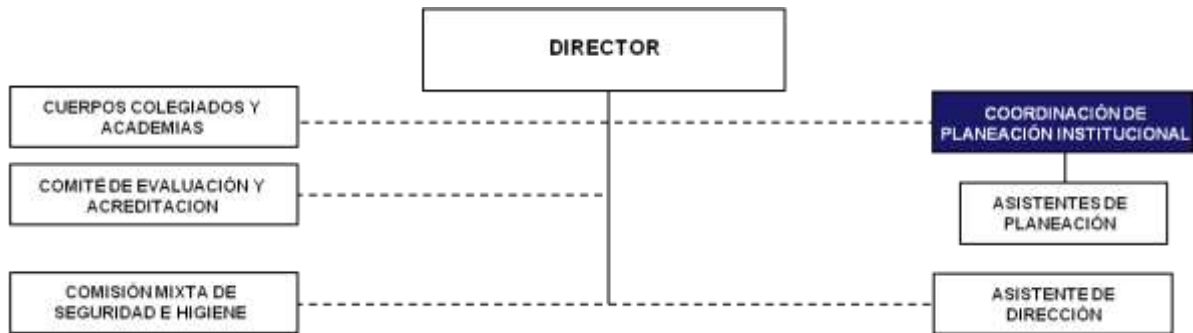 DIRECTOR
CUERPOS COLEGIADOS Y
ACADEMIAS
COORDINACIÓN DE
PLANEACIÓN INSTITUCIONAL
COMITÉ DE EVALUACIÓN Y
ACREDITACION
ASISTENTES DE
PLANEACIÓN
COMISIÓN MIXTA DE
SEGURIDAD E HIGIENE
ASISTENTE DE
DIRECCIÓN